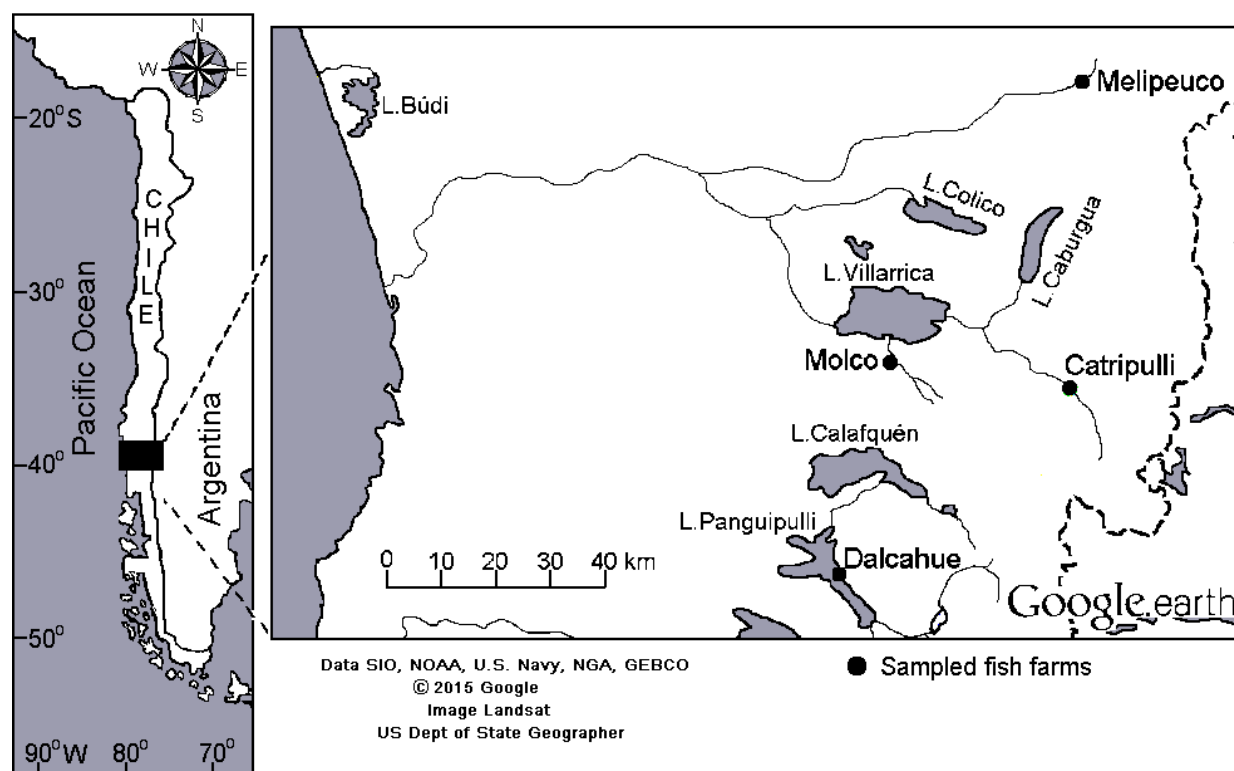 N
W
E
S
20°S
30°
40°
50°
90°W
80°
70°
Pacific Ocean
CHILE
Argentina
L.Búdi
Melipeuco
L.Colico
L.Caburgua
L.Villarrica
Molco
Catripulli
L.Calafquén
L.Panguipulli
Dalcahue
0 10 20 30 40 km
Google earth
Data SIO, NOAA, U.S. Navy, NGA, GEBCO
© 2015 Google
Image Landsat
US Dept of State Geographer
Sampled fish farms